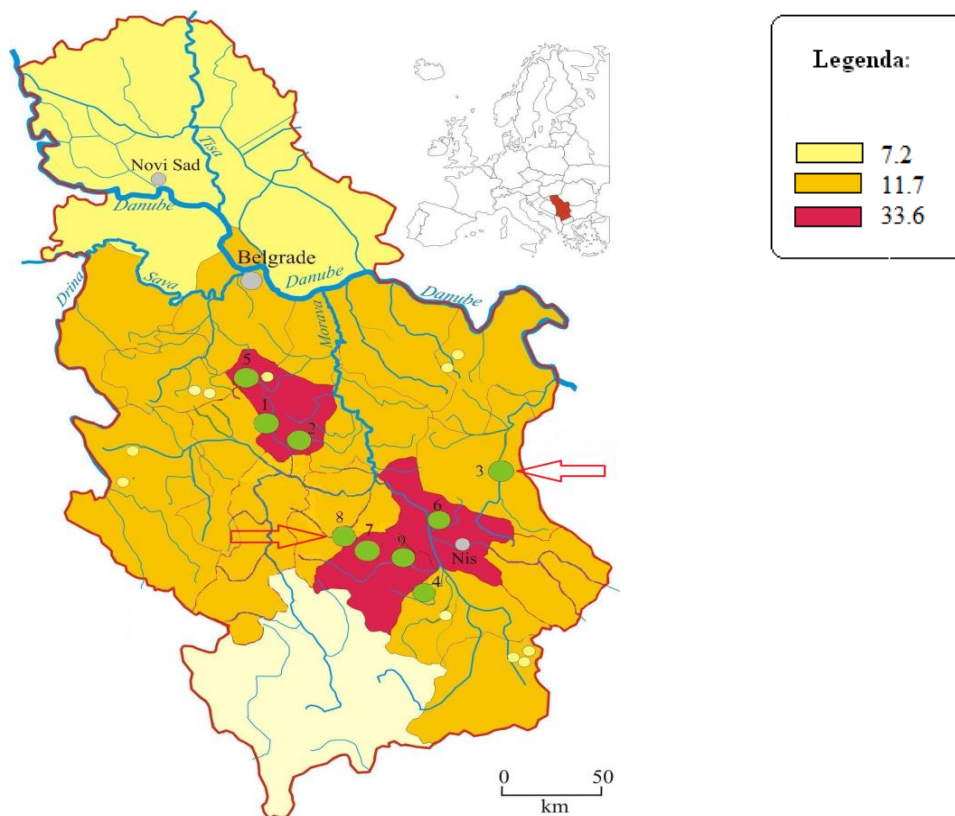 Legenda:
7.2
11.7
33.6
Novi Sad
Tisa
Danube
Belgrade
Danube
Sava
Drina
Danube
Morava
5
1
2
3
6
8
7
9
Nis
4
0 50
km